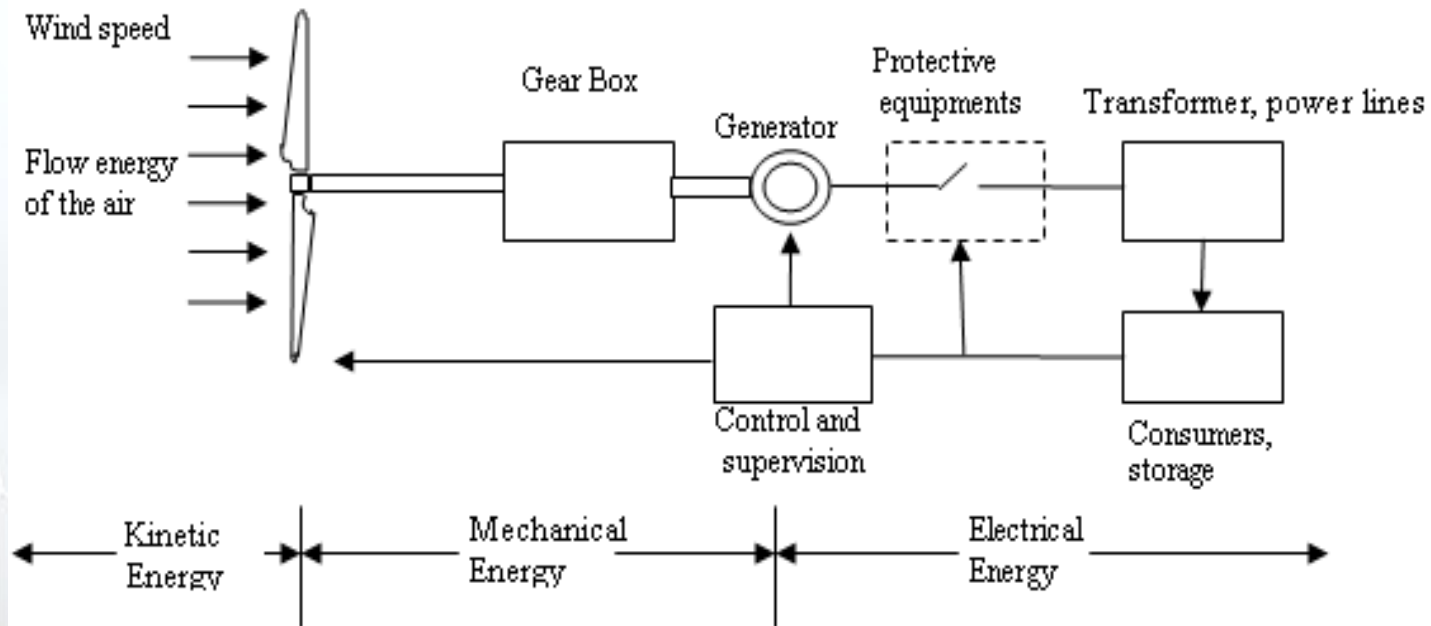 Wind speed
Flow energy
of the air
Gear Box
Generator
Protective
equipments
Transformer, power lines
Control and
supervision
Consumers,
storage
Kinetic
Energy
Mechanical
Energy
Electrical
Energy